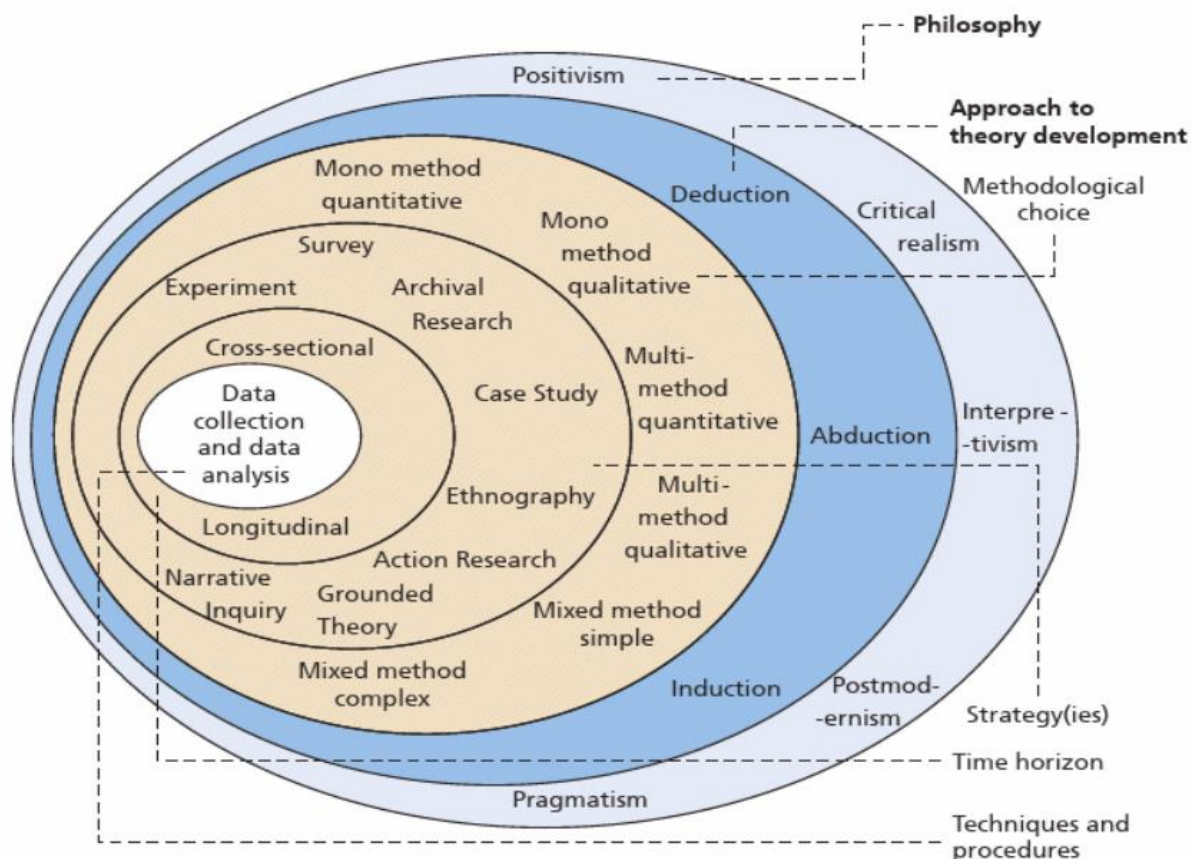 Philosophy
Positivism
Approach to
theory development
Mono method
quantitative
Deduction
Methodological
choice
Critical
realism
Mono
method
qualitative
Survey
Experiment
Archival
Research
Cross-sectional
Multi-
method
quantitative
Data
collection
and data
analysis
Case Study
Abduction
Interpre -
-tivism
Ethnography
Multi-
method
qualitative
Longitudinal
Action Research
Narrative
Inquiry
Grounded
Theory
Mixed method
simple
Mixed method
complex
Induction
Postmod-
-ernism
Strategy(ies)
Time horizon
Pragmatism
Techniques and
procedures